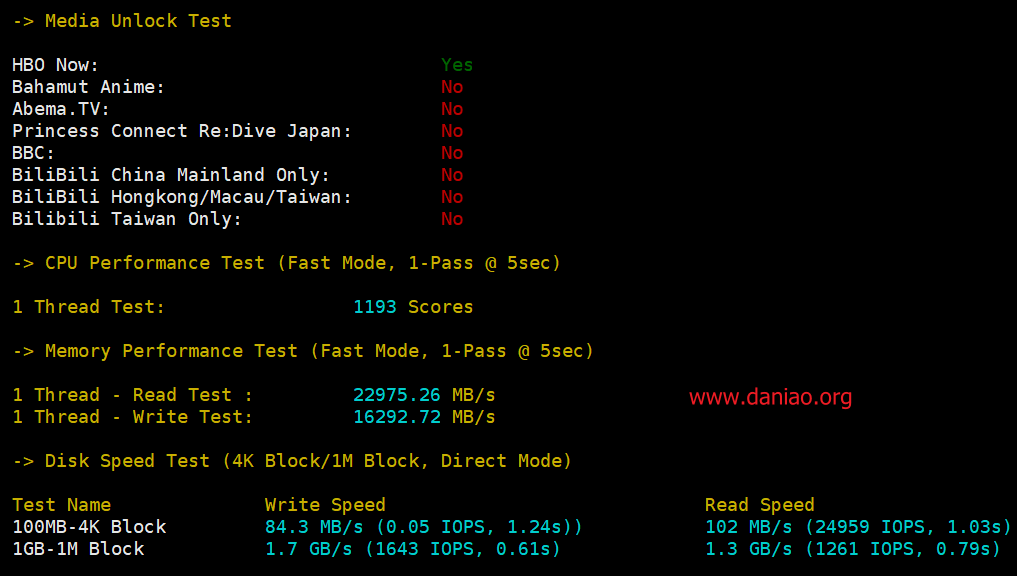 -> Media Unlock Test
HBO Now: Yes
Bahamut Anime: No
Abema.TV: No
Princess Connect Re:Dive Japan: No
BBC: No
BiliBili China Mainland Only: No
BiliBili Hongkong/Macau/Taiwan: No
Bilibili Taiwan Only: No
-> CPU Performance Test (Fast Mode, 1-Pass @ 5sec)
1 Thread Test: 1193 Scores
-> Memory Performance Test (Fast Mode, 1-Pass @ 5sec)
1 Thread - Read Test : 22975.26 MB/s
1 Thread - Write Test: 16292.72 MB/s
www.daniao.org
-> Disk Speed Test (4K Block/1M Block, Direct Mode)
Test Name Write Speed Read Speed
100MB-4K Block 84.3 MB/s (0.05 IOPS, 1.24s)) 102 MB/s (24959 IOPS, 1.03s)
1GB-1M Block 1.7 GB/s (1643 IOPS, 0.61s) 1.3 GB/s (1261 IOPS, 0.79s)